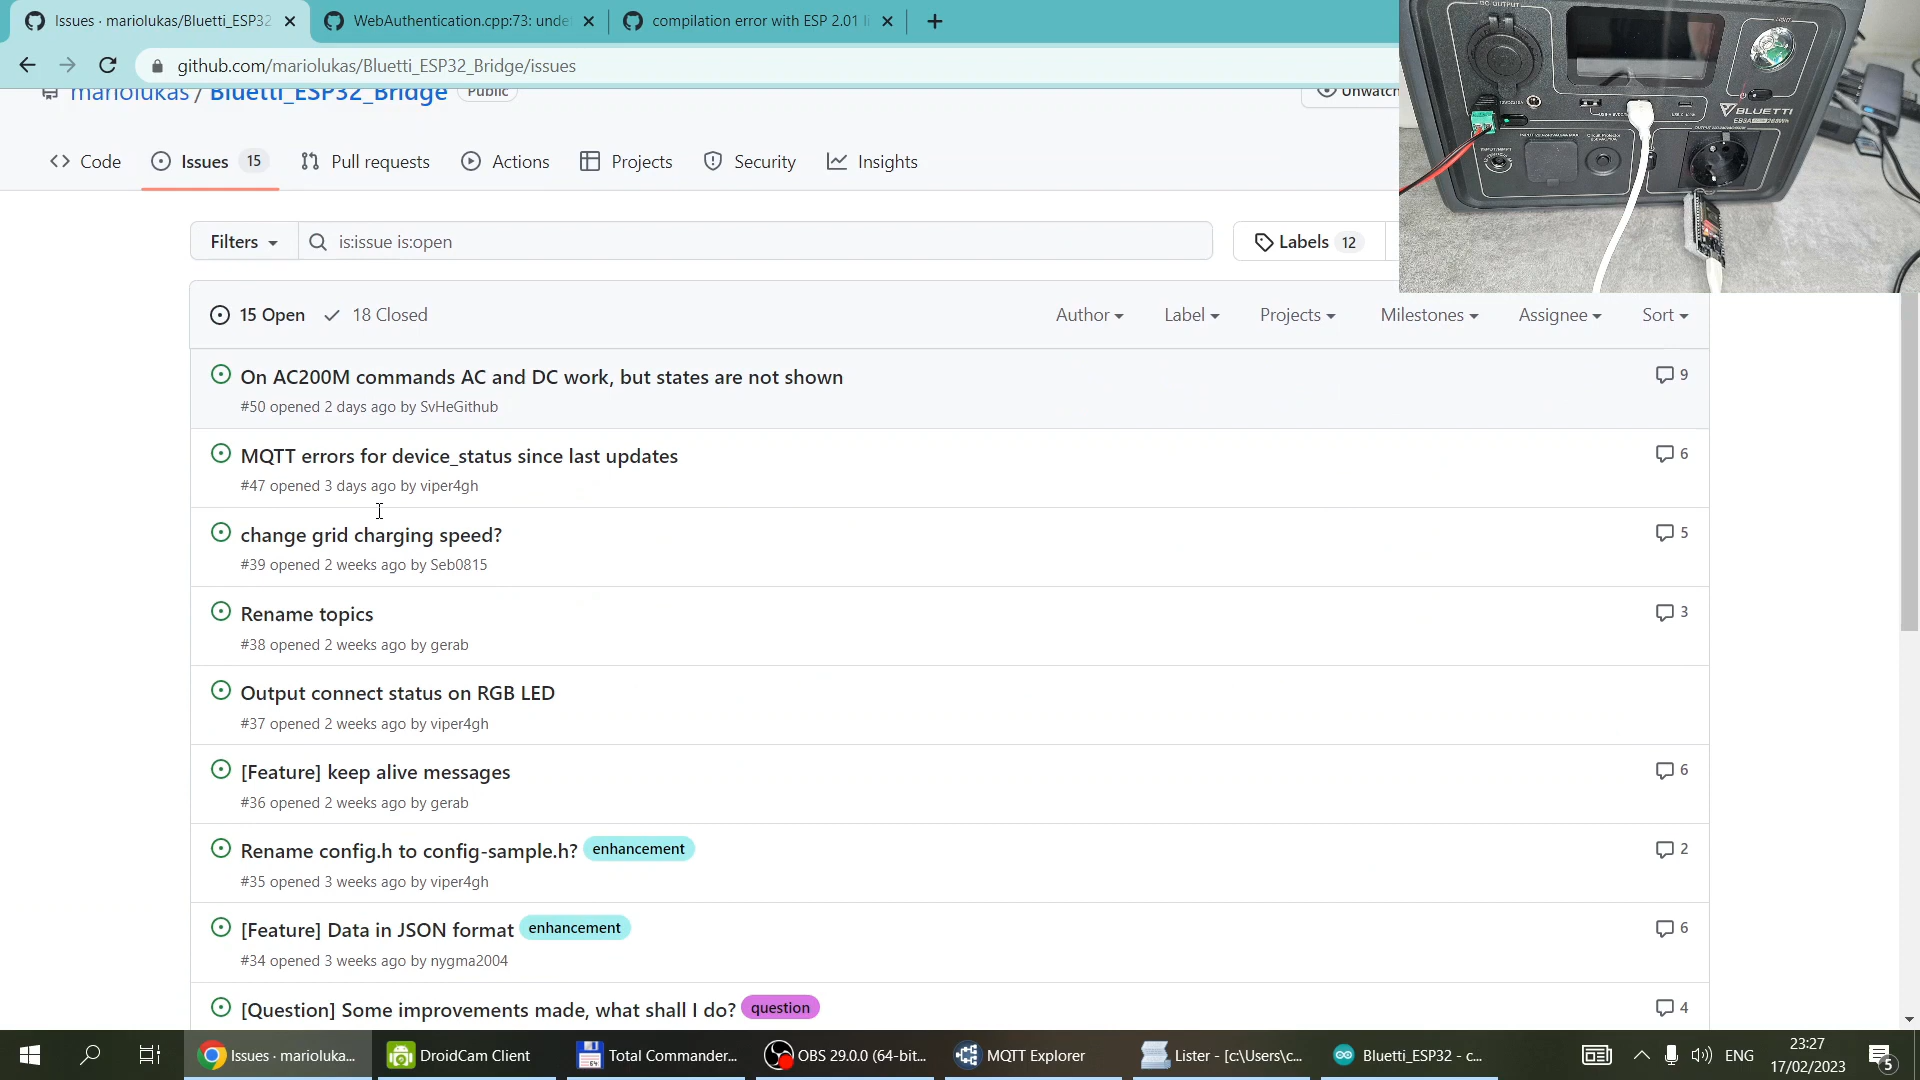 Issues · mariolukas/Bluetti_ESP32
WebAuthentication.cpp:73: unde
compilation error with ESP 2.01 li
github.com/mariolukas/Bluetti_ESP32_Bridge/issues
mariolukas / Bluetti_ESP32_Bridge Public
Unwatch
Code
Issues 15
Pull requests
Actions
Projects
Security
Insights
Filters
is:issue is:open
Labels 12
15 Open
18 Closed
Author
Label
Projects
Milestones
Assignee
Sort
On AC200M commands AC and DC work, but states are not shown
9
#50 opened 2 days ago by SvHeGithub
MQTT errors for device_status since last updates
6
#47 opened 3 days ago by viper4gh
change grid charging speed?
5
#39 opened 2 weeks ago by Seb0815
Rename topics
3
#38 opened 2 weeks ago by gerab
Output connect status on RGB LED
#37 opened 2 weeks ago by viper4gh
[Feature] keep alive messages
6
#36 opened 2 weeks ago by gerab
Rename config.h to config-sample.h? enhancement
2
#35 opened 3 weeks ago by viper4gh
[Feature] Data in JSON format enhancement
6
#34 opened 3 weeks ago by nygma2004
[Question] Some improvements made, what shall I do? question
4
DC OUTPUT
LIGHT
BLUETTI
Issues · marioluka...
DroidCam Client
Total Commander...
OBS 29.0.0 (64-bit...
MQTT Explorer
Lister - [c:\Users\c...
Bluetti_ESP32 - c...
ENG
23:27
17/02/2023
5